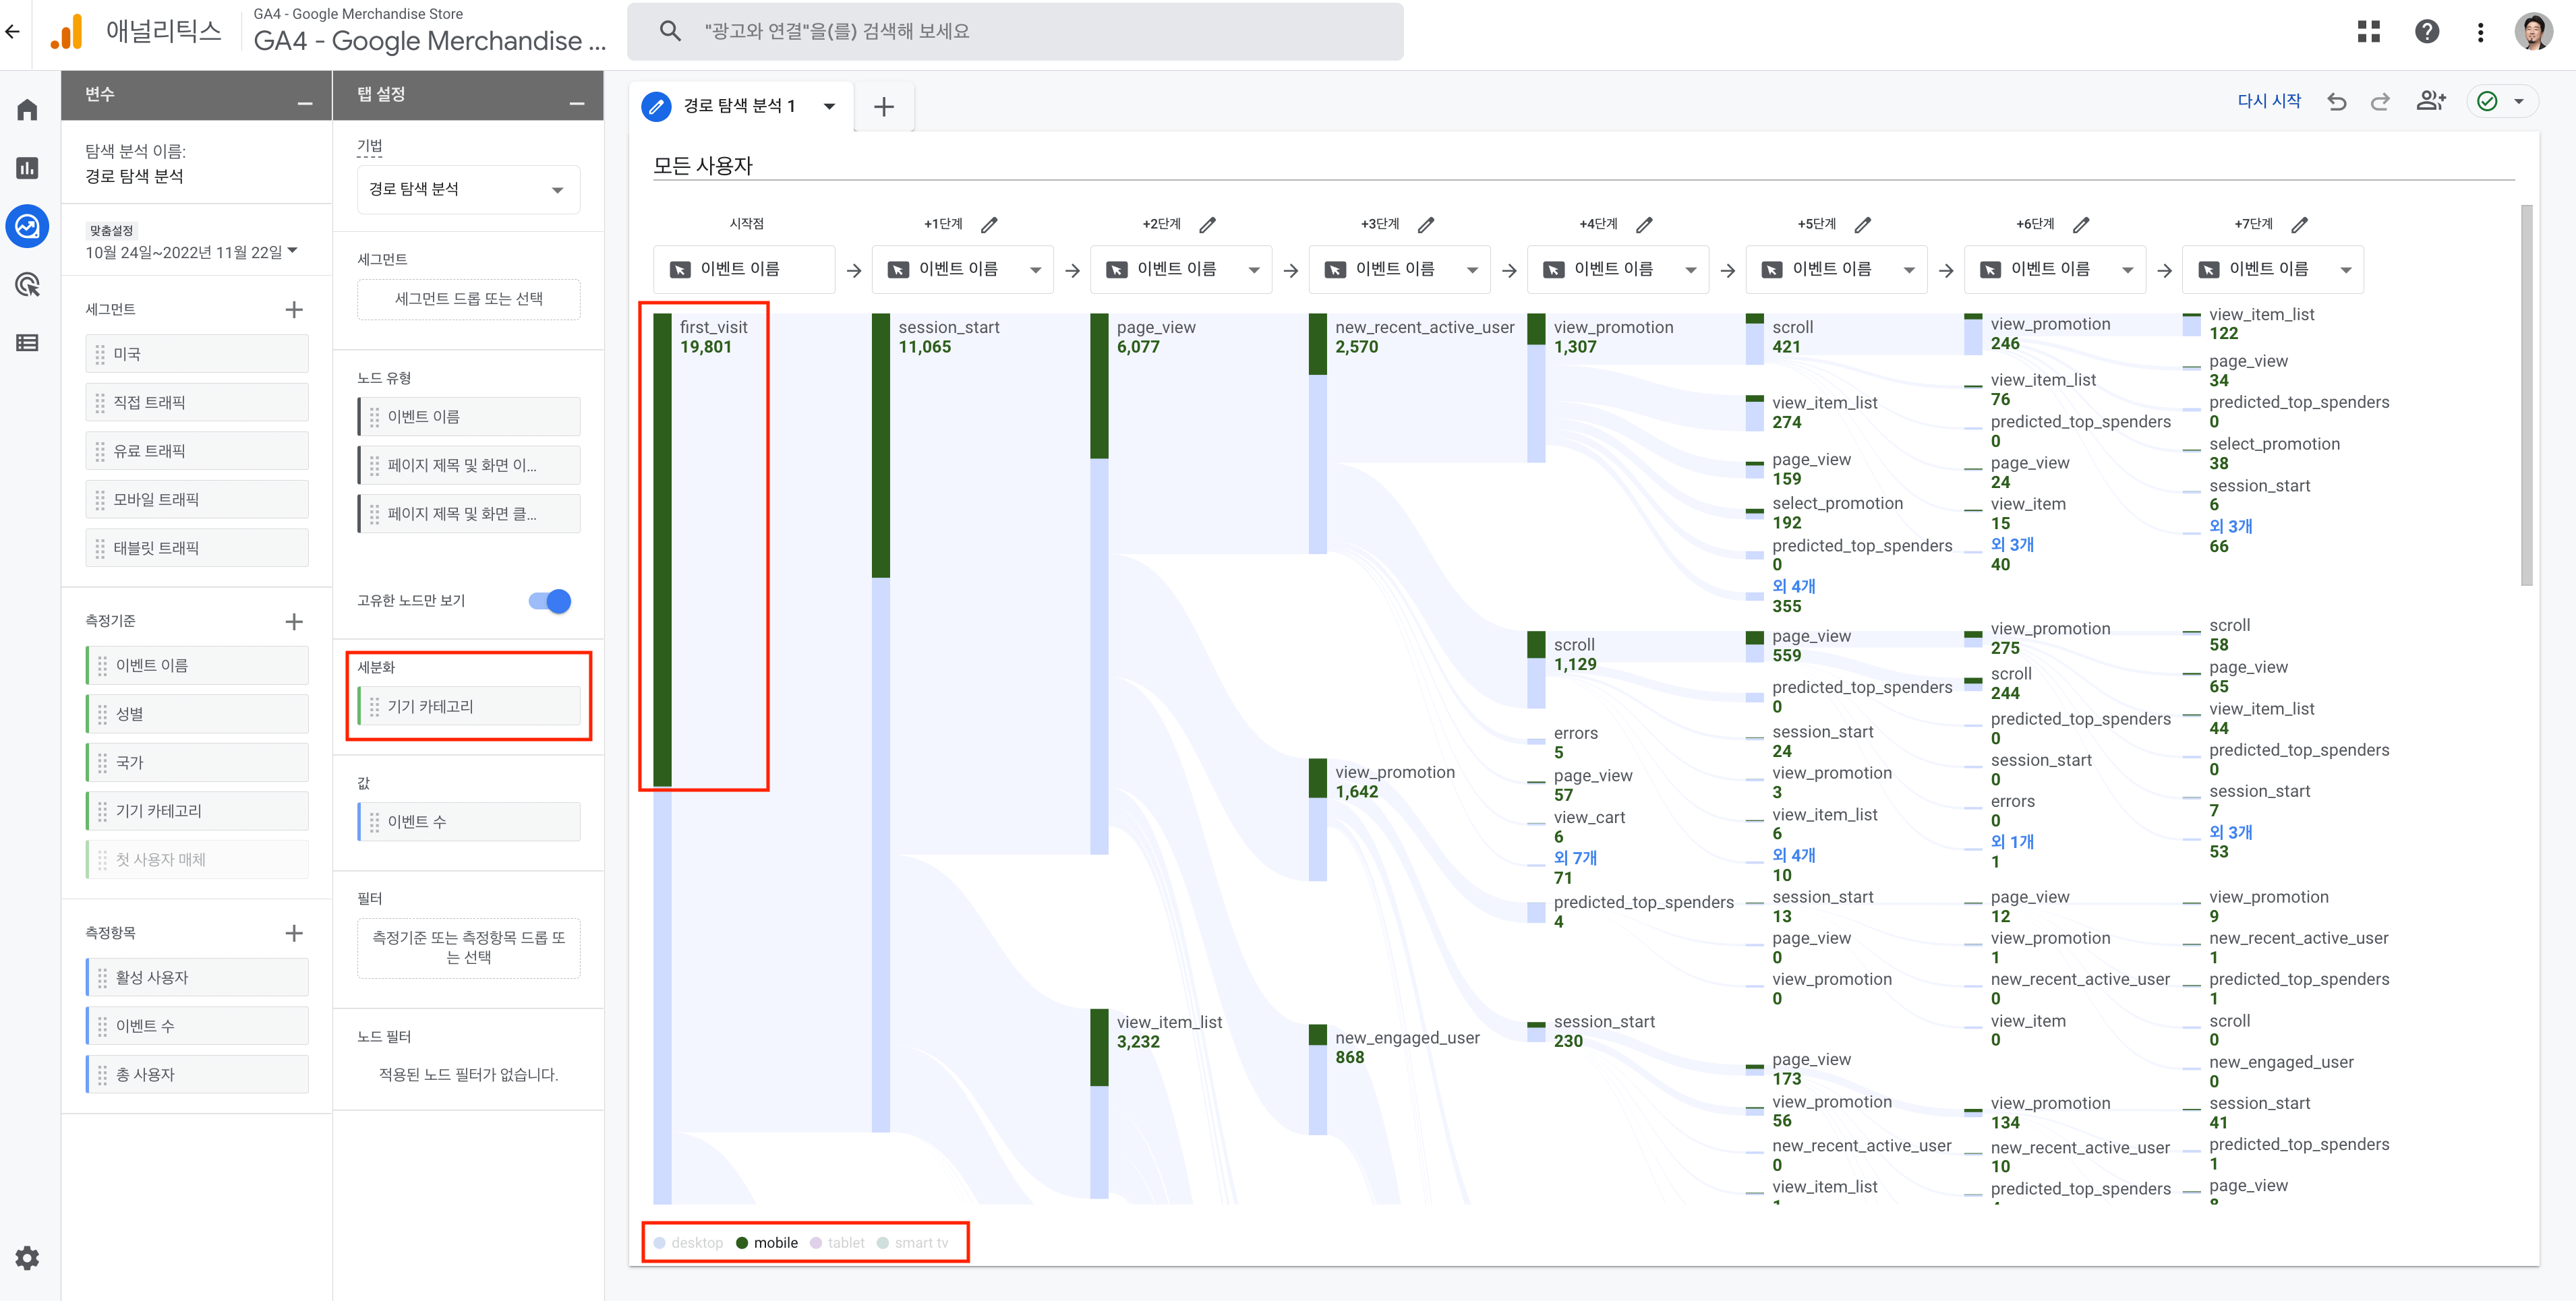 애널리틱스
GA4 - Google Merchandise Store
GA4 - Google Merchandise ...
"광고와 연결"을(를) 검색해 보세요
변수
탐색 분석 이름:
경로 탐색 분석
맞춤설정
10월 24일~2022년 11월 22일
세그먼트
미국
직접 트래픽
유료 트래픽
모바일 트래픽
태블릿 트래픽
측정기준
이벤트 이름
성별
국가
기기 카테고리
첫 사용자 매체
측정항목
활성 사용자
이벤트 수
총 사용자
탭 설정
기법
경로 탐색 분석
세그먼트
세그먼트 드롭 또는 선택
노드 유형
이벤트 이름
페이지 제목 및 화면 이...
페이지 제목 및 화면 클...
고유한 노드만 보기
세분화
기기 카테고리
값
이벤트 수
필터
측정기준 또는 측정항목 드롭 또
는 선택
노드 필터
적용된 노드 필터가 없습니다.
경로 탐색 분석 1
다시 시작
모든 사용자
시작점
이벤트 이름
first_visit
19,801
+1단계
이벤트 이름
session_start
11,065
+2단계
이벤트 이름
page_view
6,077
view_item_list
3,232
+3단계
이벤트 이름
new_recent_active_user
2,570
view_promotion
1,642
new_engaged_user
868
+4단계
이벤트 이름
view_promotion
1,307
scroll
1,129
errors
5
page_view
57
view_cart
6
외 7개
71
predicted_top_spenders
4
session_start
230
+5단계
이벤트 이름
scroll
421
view_item_list
274
page_view
159
select_promotion
192
predicted_top_spenders
0
외 4개
355
page_view
559
predicted_top_spenders
0
session_start
24
view_promotion
3
view_item_list
6
외 4개
10
session_start
13
page_view
0
view_promotion
0
page_view
173
view_promotion
56
new_recent_active_user
0
view_item_list
+6단계
이벤트 이름
view_promotion
246
view_item_list
76
predicted_top_spenders
0
page_view
24
view_item
15
외 3개
40
view_promotion
275
scroll
244
predicted_top_spenders
0
session_start
0
errors
0
외 1개
1
page_view
12
view_promotion
1
new_recent_active_user
0
view_item
0
view_promotion
134
new_recent_active_user
10
predicted_top_spenders
+7단계
이벤트 이름
view_item_list
122
page_view
34
predicted_top_spenders
0
select_promotion
38
session_start
6
외 3개
66
scroll
58
page_view
65
view_item_list
44
predicted_top_spenders
0
session_start
7
외 3개
53
view_promotion
9
new_recent_active_user
1
predicted_top_spenders
1
scroll
0
new_engaged_user
0
session_start
41
predicted_top_spenders
1
page_view
desktop mobile tablet smart tv